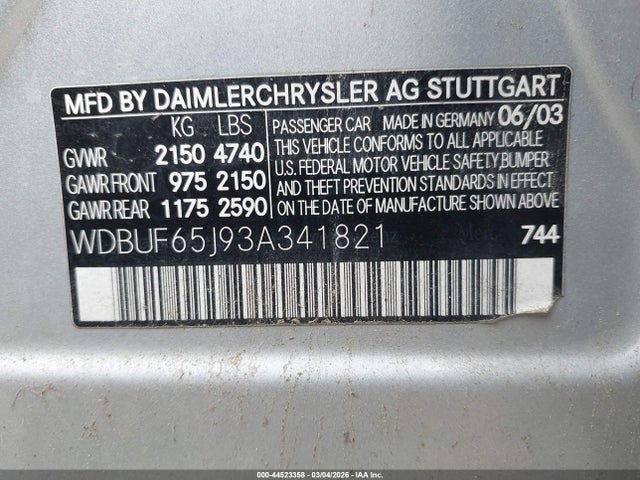 MFD BY DAIMLERCHRYSLER AG STUTTGART
KG LBS
GVWR 2150 4740
GAWR FRONT 975 2150
GAWR REAR 1175 2590
PASSENGER CAR MADE IN GERMANY 06/03
THIS VEHICLE CONFORMS TO ALL APPLICABLE
U.S. FEDERAL MOTOR VEHICLE SAFETY, BUMPER
AND THEFT PREVENTION STANDARDS IN EFFECT
ON THE DATE OF MANUFACTURE SHOWN ABOVE
WDBUF65J93A341821 744
000-44523358 - 03/04/2026 - IAA Inc.